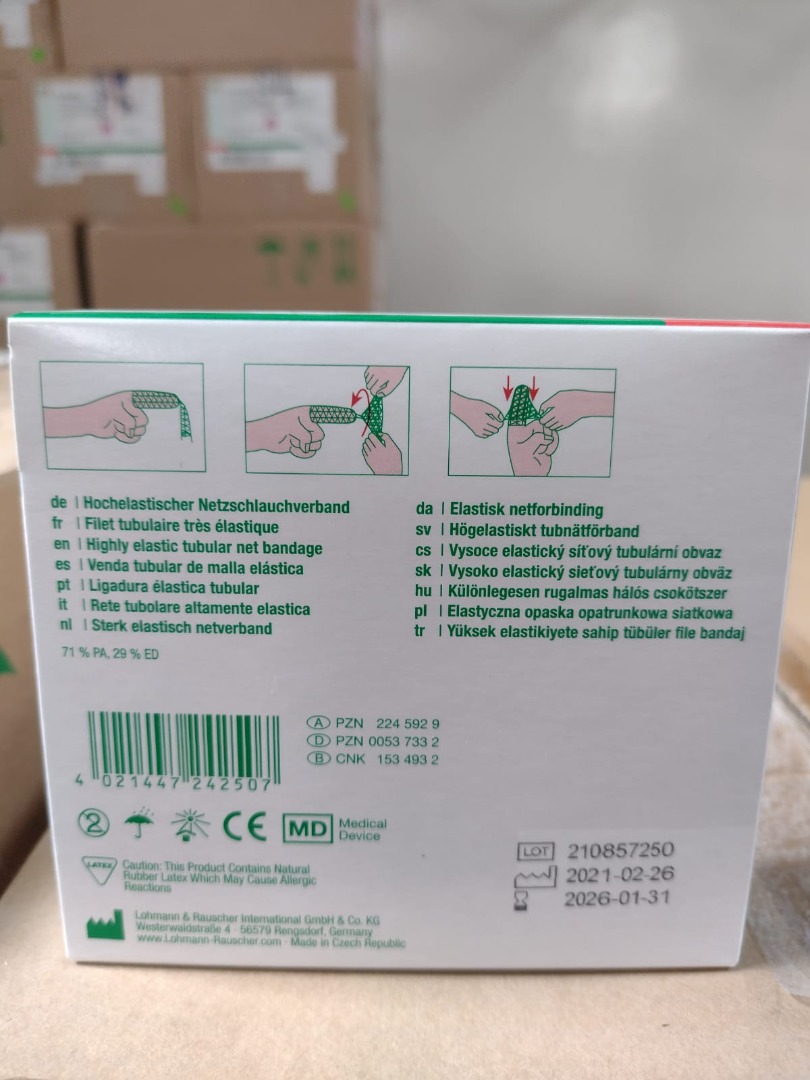 de | Hochelastischer Netzschlauchverband
fr | Filet tubulaire très élastique
en | Highly elastic tubular net bandage
es | Venda tubular de malla elástica
pt | Ligadura élastica tubular
it | Rete tubolare altamente elastica
nl | Sterk elastisch netverband
71 % PA, 29 % ED
da | Elastisk netforbinding
sv | Högelastiskt tubnätförband
cs | Vysoce elastický síťový tubulární obvaz
sk | Vysoko elastický sieťový tubulárny obväz
hu | Különlegesen rugalmas hálós csokötszer
pl | Elastyczna opaska opatrunkowa siatkowa
tr | Yüksek elastikiyete sahip tübüler file bandaj
4 021447 242507
A PZN 224 592 9
D PZN 0053 733 2
B CNK 153 493 2
2
CE
MD Medical
Device
LATEX
Caution: This Product Contains Natural
Rubber Latex Which May Cause Allergic
Reactions
Lohmann & Rauscher International GmbH & Co. KG
Westerwaldstraße 4 · 56579 Rengsdorf, Germany
www.Lohmann-Rauscher.com · Made in Czech Republic
LOT 210857250
2021-02-26
2026-01-31